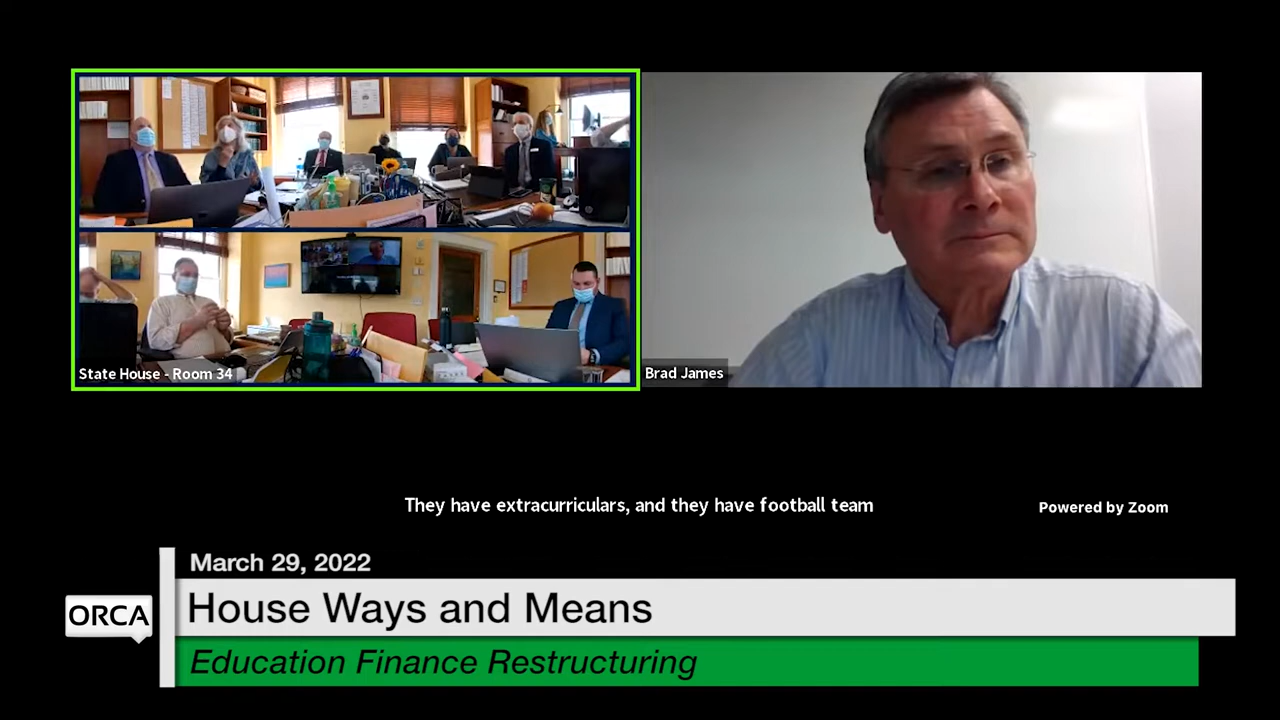 State House - Room 34
Brad James
They have extracurriculars, and they have football team
Powered by Zoom
March 29, 2022
ORCA
House Ways and Means
Education Finance Restructuring